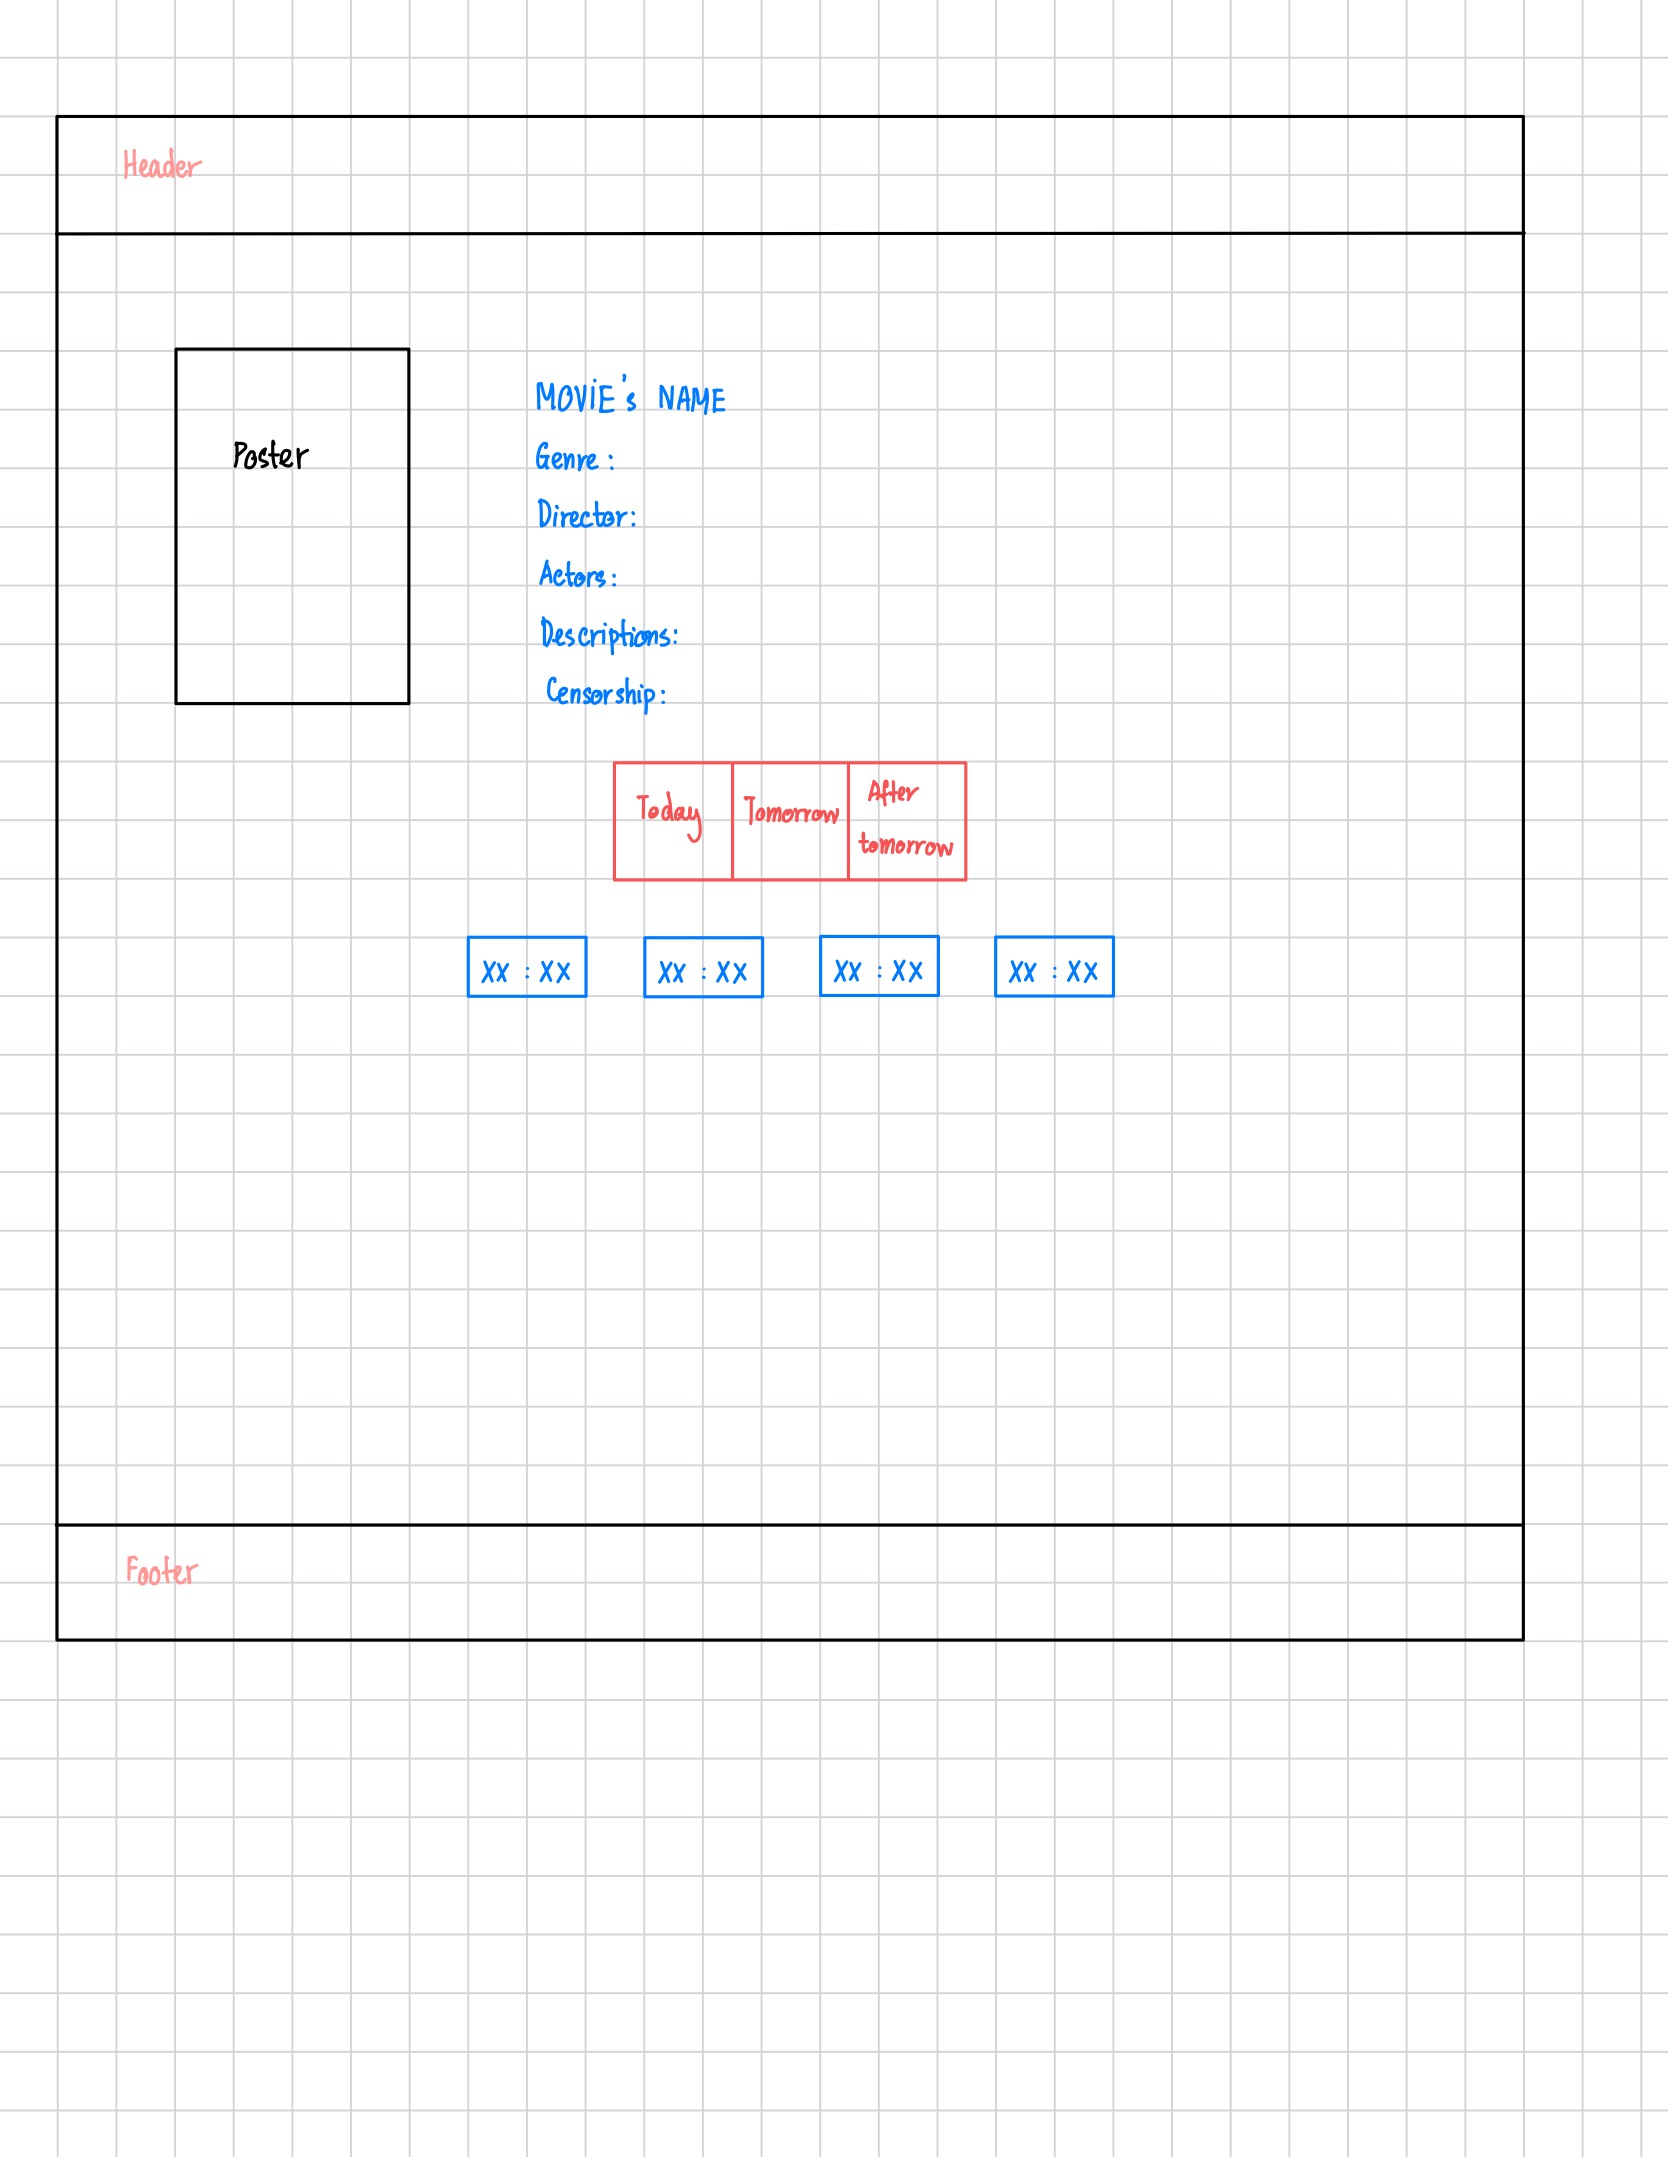 Header
Poster
MOViE's NAME
Genre :
Director:
Actors:
Descriptions:
Censorship:
Today
Tomorrow
After
tomorrow
XX : XX
XX : XX
XX : XX
XX : XX
Footer